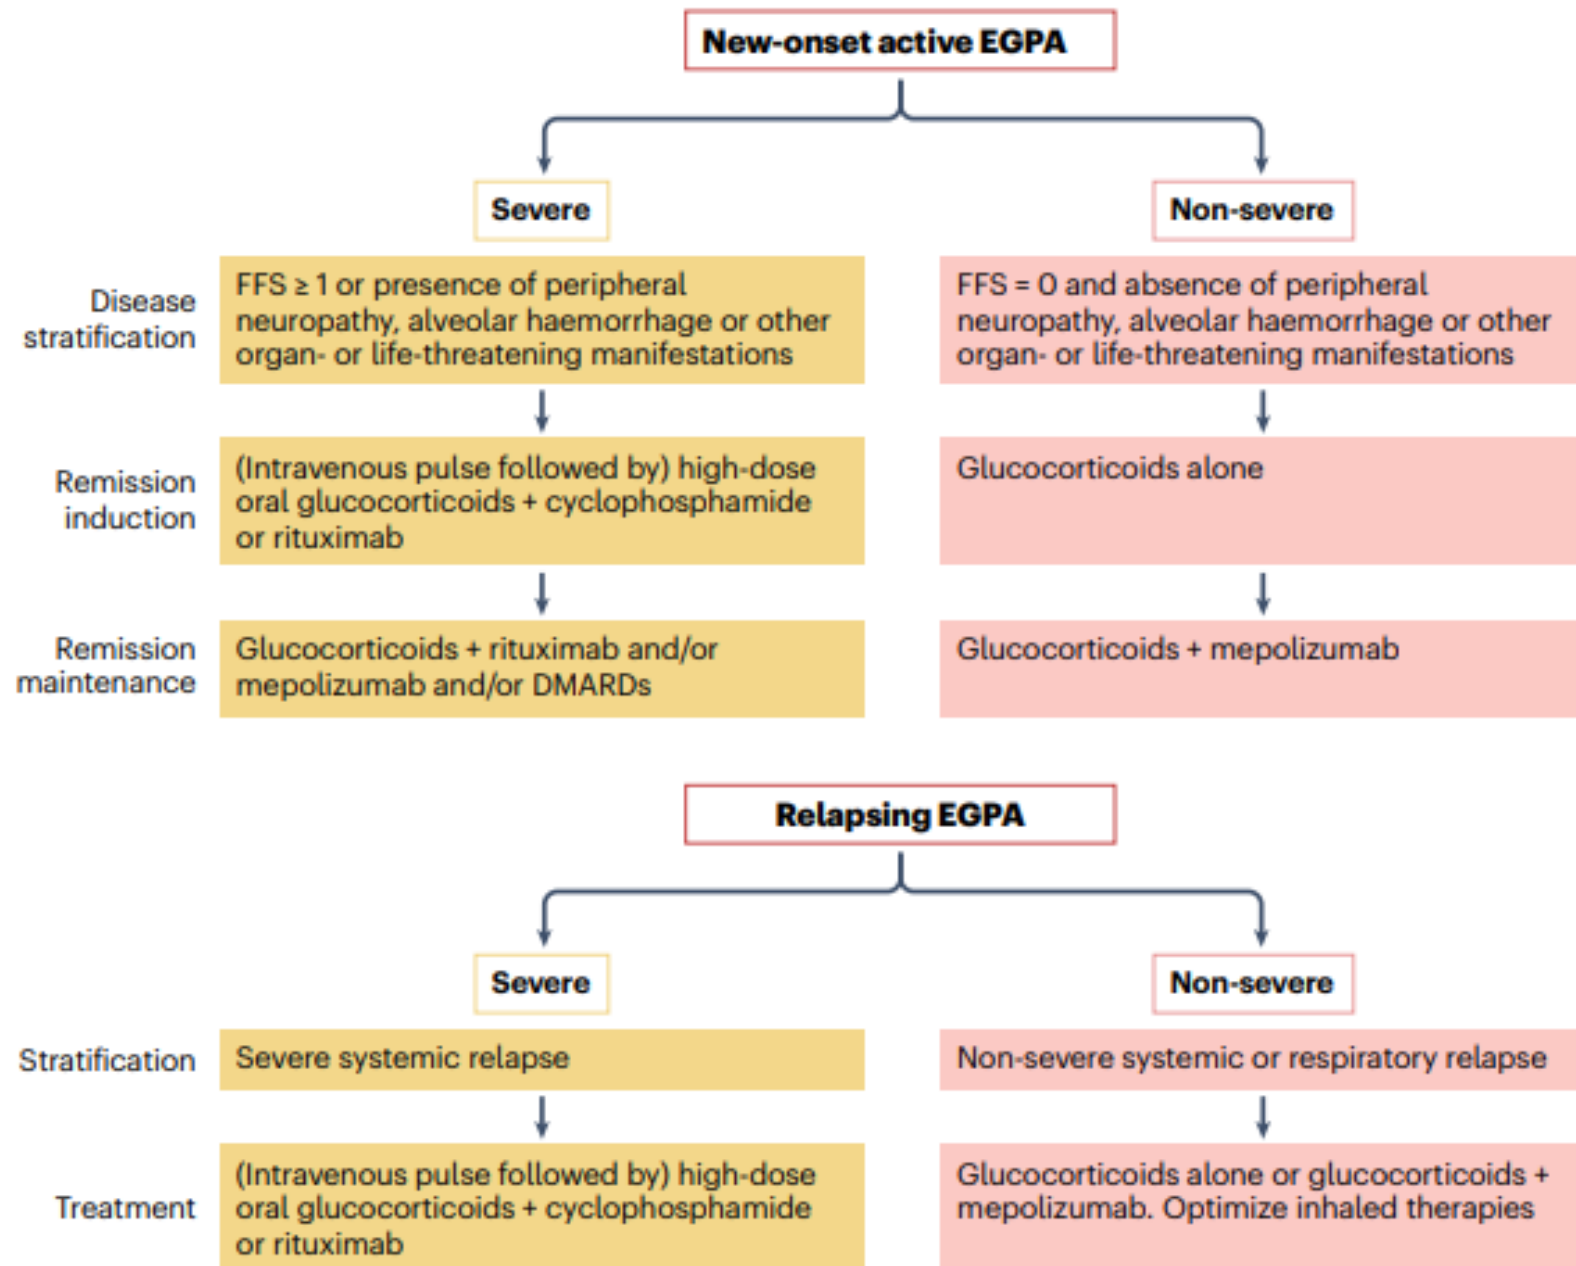 New-onset active EGPA
Severe
Non-severe
Disease
stratification
FFS ≥ 1 or presence of peripheral
neuropathy, alveolar haemorrhage or other
organ- or life-threatening manifestations
FFS = 0 and absence of peripheral
neuropathy, alveolar haemorrhage or other
organ- or life-threatening manifestations
Remission
induction
(Intravenous pulse followed by) high-dose
oral glucocorticoids + cyclophosphamide
or rituximab
Glucocorticoids alone
Remission
maintenance
Glucocorticoids + rituximab and/or
mepolizumab and/or DMARDs
Glucocorticoids + mepolizumab
Relapsing EGPA
Severe
Non-severe
Stratification
Severe systemic relapse
Non-severe systemic or respiratory relapse
Treatment
(Intravenous pulse followed by) high-dose
oral glucocorticoids + cyclophosphamide
or rituximab
Glucocorticoids alone or glucocorticoids +
mepolizumab. Optimize inhaled therapies